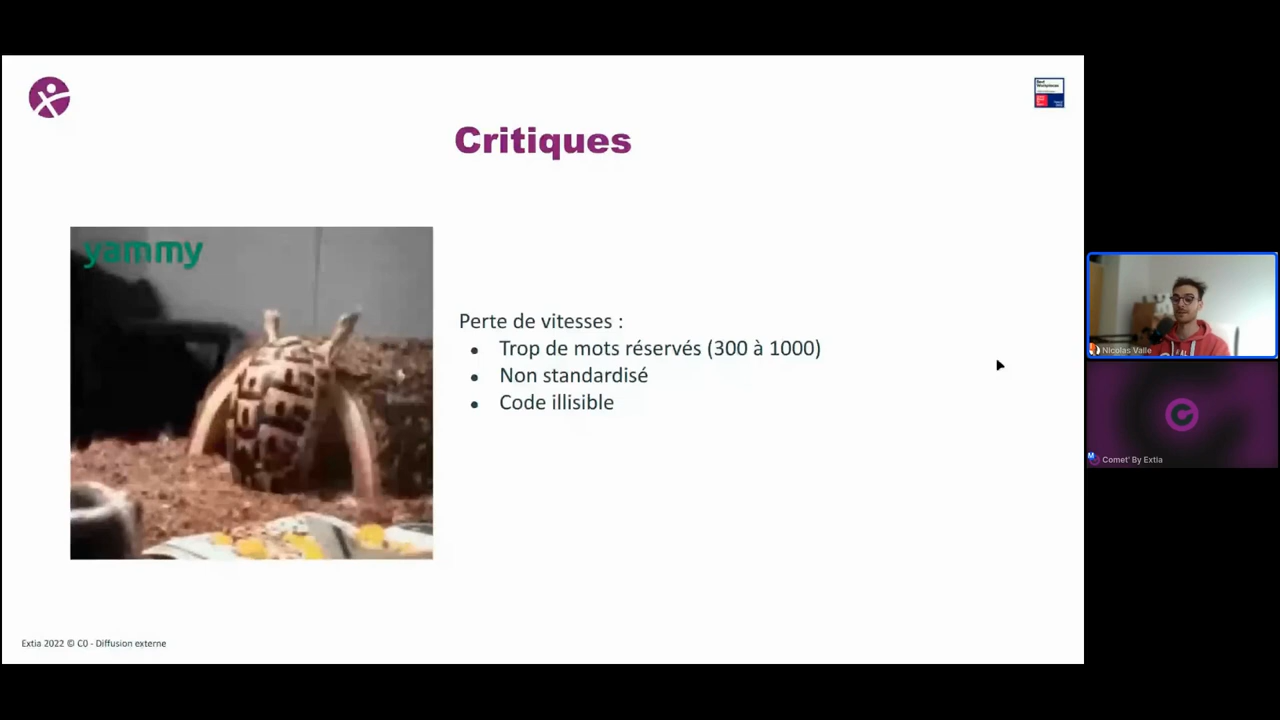 Critiques
yammy
Perte de vitesses :
● Trop de mots réservés (300 à 1000)
● Non standardisé
● Code illisible
Extia 2022 © C0 - Diffusion externe
Nicolas Valle
Comet' By Extia